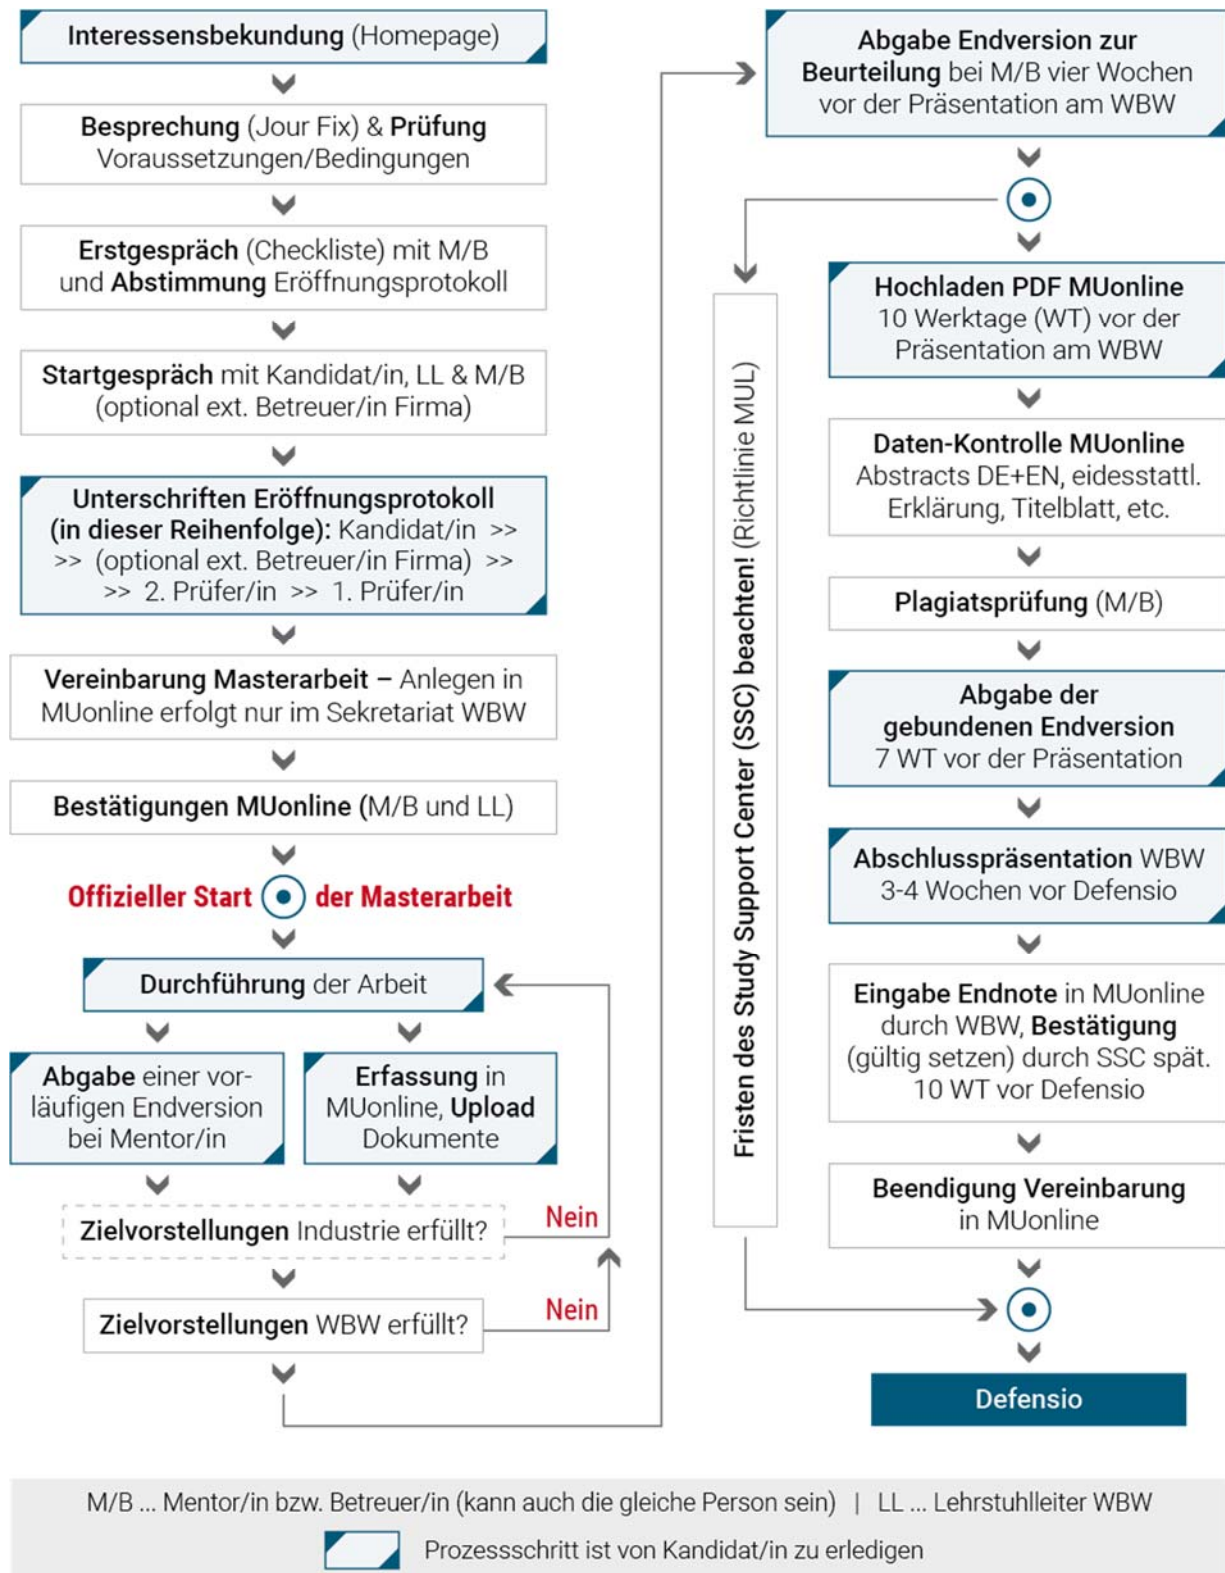 Interessensbekundung (Homepage)
Besprechung (Jour Fix) & Prüfung
Voraussetzungen/Bedingungen
Erstgespräch (Checkliste) mit M/B
und Abstimmung Eröffnungsprotokoll
Startgespräch mit Kandidat/in, LL & M/B
(optional ext. Betreuer/in Firma)
Unterschriften Eröffnungsprotokoll
(in dieser Reihenfolge): Kandidat/in >>
>> (optional ext. Betreuer/in Firma) >>
>> 2. Prüfer/in >> 1. Prüfer/in
Vereinbarung Masterarbeit – Anlegen in
MUonline erfolgt nur im Sekretariat WBW
Bestätigungen MUonline (M/B und LL)
Offizieller Start der Masterarbeit
Durchführung der Arbeit
Abgabe einer vor-
läufigen Endversion
bei Mentor/in
Erfassung in
MUonline, Upload
Dokumente
Zielvorstellungen Industrie erfüllt?
Nein
Zielvorstellungen WBW erfüllt?
Nein
Abgabe Endversion zur
Beurteilung bei M/B vier Wochen
vor der Präsentation am WBW
Fristen des Study Support Center (SSC) beachten! (Richtlinie MUL)
Hochladen PDF MUonline
10 Werktage (WT) vor der
Präsentation am WBW
Daten-Kontrolle MUonline
Abstracts DE+EN, eidesstattl.
Erklärung, Titelblatt, etc.
Plagiatsprüfung (M/B)
Abgabe der
gebundenen Endversion
7 WT vor der Präsentation
Abschlusspräsentation WBW
3-4 Wochen vor Defensio
Eingabe Endnote in MUonline
durch WBW, Bestätigung
(gültig setzen) durch SSC spät.
10 WT vor Defensio
Beendigung Vereinbarung
in MUonline
Defensio
M/B ... Mentor/in bzw. Betreuer/in (kann auch die gleiche Person sein) | LL ... Lehrstuhlleiter WBW
Prozessschritt ist von Kandidat/in zu erledigen